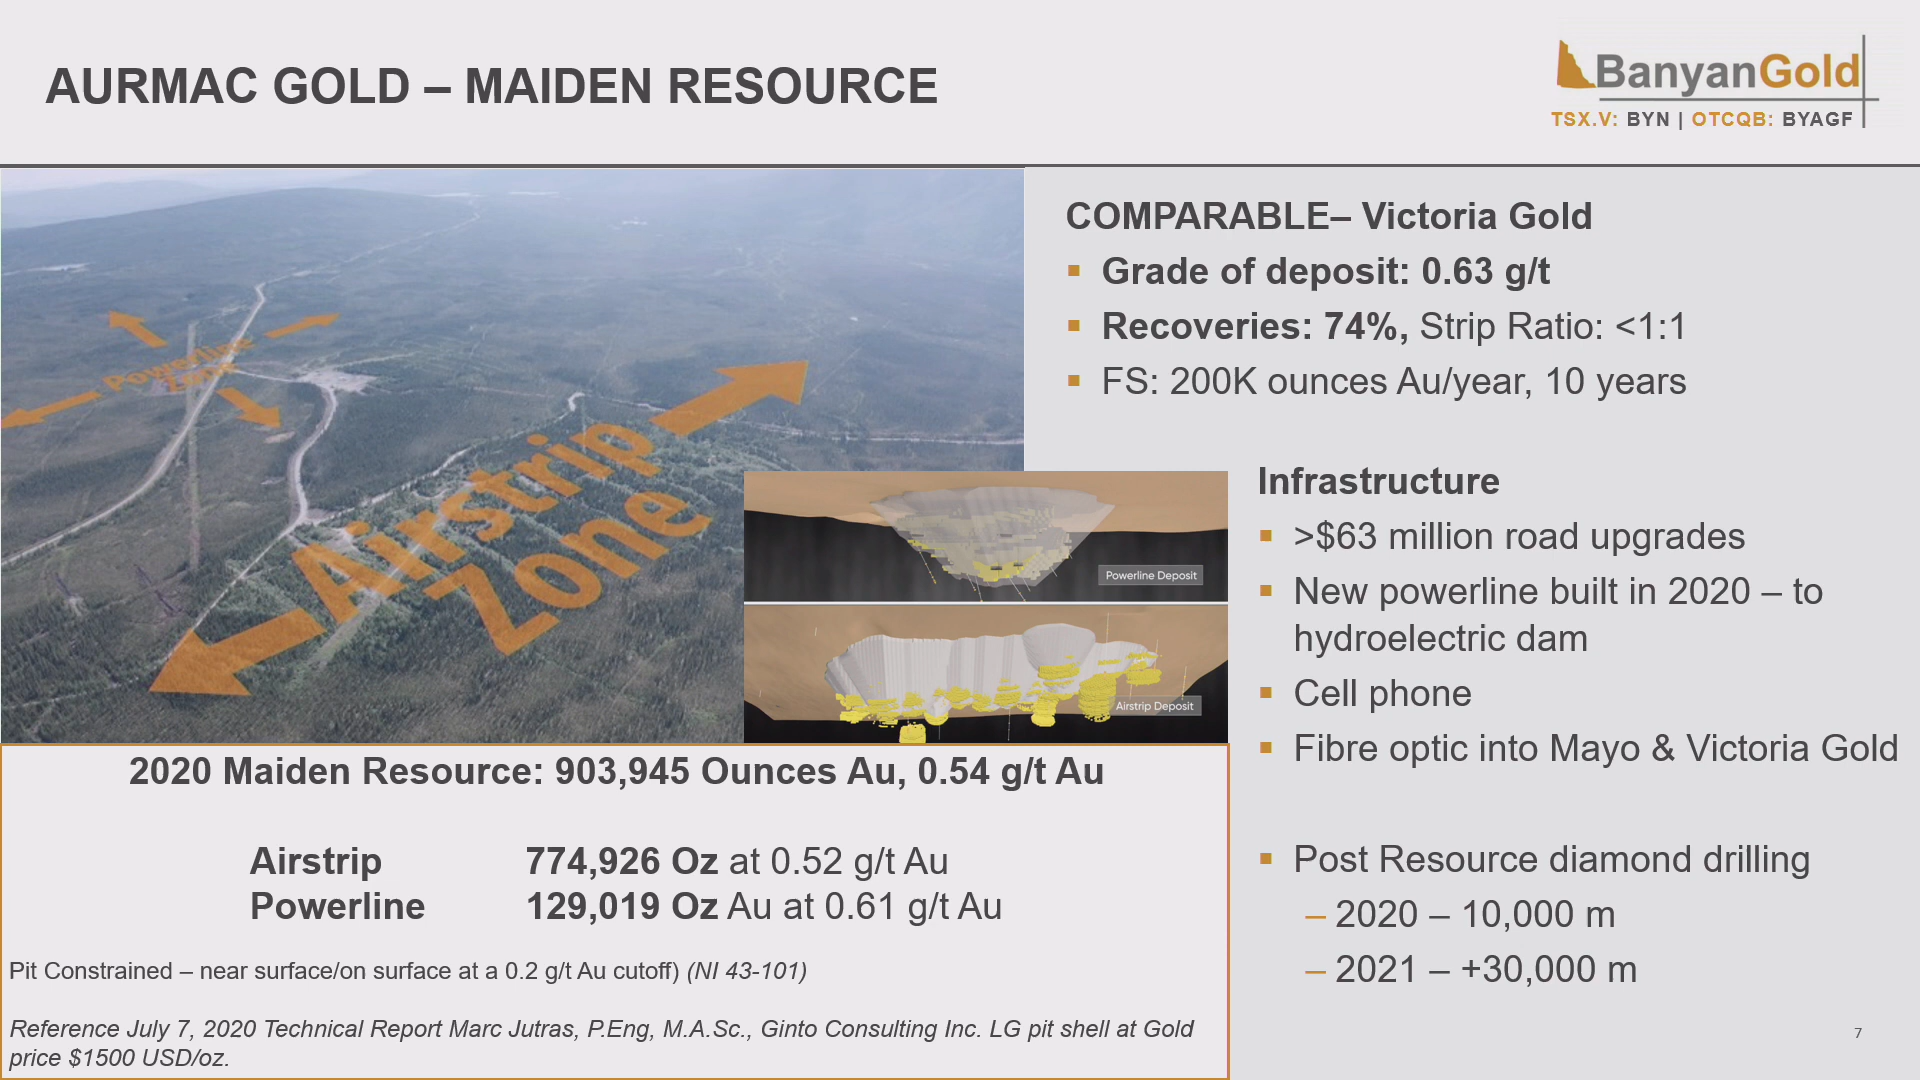 AURMAC GOLD – MAIDEN RESOURCE
BanyanGold
TSX.V: BYN | OTCQB: BYAGF
Powerline
Zone
Airstrip
Zone
Powerline Deposit
Airstrip Deposit
COMPARABLE– Victoria Gold
▪ Grade of deposit: 0.63 g/t
▪ Recoveries: 74%, Strip Ratio: <1:1
▪ FS: 200K ounces Au/year, 10 years
Infrastructure
▪ >$63 million road upgrades
▪ New powerline built in 2020 – to
hydroelectric dam
▪ Cell phone
▪ Fibre optic into Mayo & Victoria Gold
▪ Post Resource diamond drilling
– 2020 – 10,000 m
– 2021 – +30,000 m
2020 Maiden Resource: 903,945 Ounces Au, 0.54 g/t Au
Airstrip 774,926 Oz at 0.52 g/t Au
Powerline 129,019 Oz Au at 0.61 g/t Au
Pit Constrained – near surface/on surface at a 0.2 g/t Au cutoff) (NI 43-101)
Reference July 7, 2020 Technical Report Marc Jutras, P.Eng, M.A.Sc., Ginto Consulting Inc. LG pit shell at Gold
price $1500 USD/oz.
7